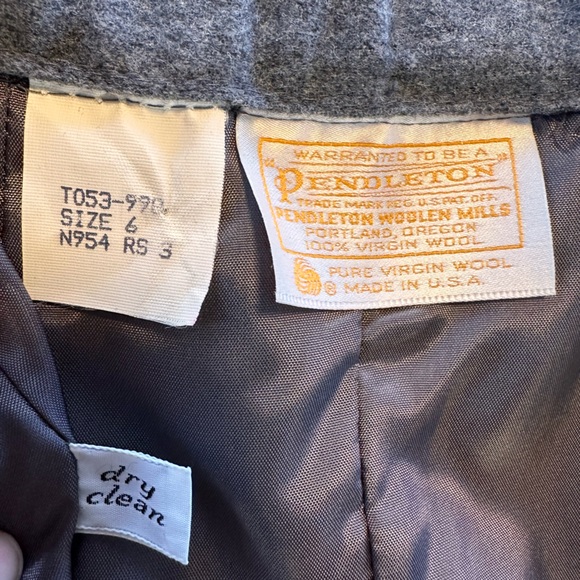 T053-990
SIZE 6
N954 RS 3
WARRANTED TO BE A
"PENDLETON"
TRADE MARK REG. U.S. PAT. OFF.
PENDLETON WOOLEN MILLS
PORTLAND, OREGON
100% VIRGIN WOOL
PURE VIRGIN WOOL
® MADE IN U.S.A.
dry
clean